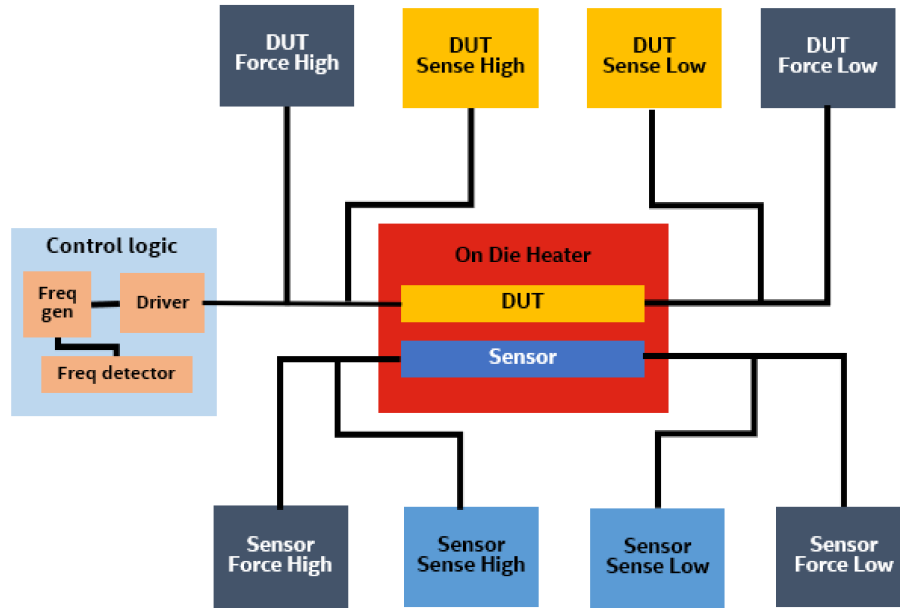 DUT
Force High
DUT
Sense High
DUT
Sense Low
DUT
Force Low
Control logic
Freq
gen
Driver
Freq detector
On Die Heater
DUT
Sensor
Sensor
Force High
Sensor
Sense High
Sensor
Sense Low
Sensor
Force Low